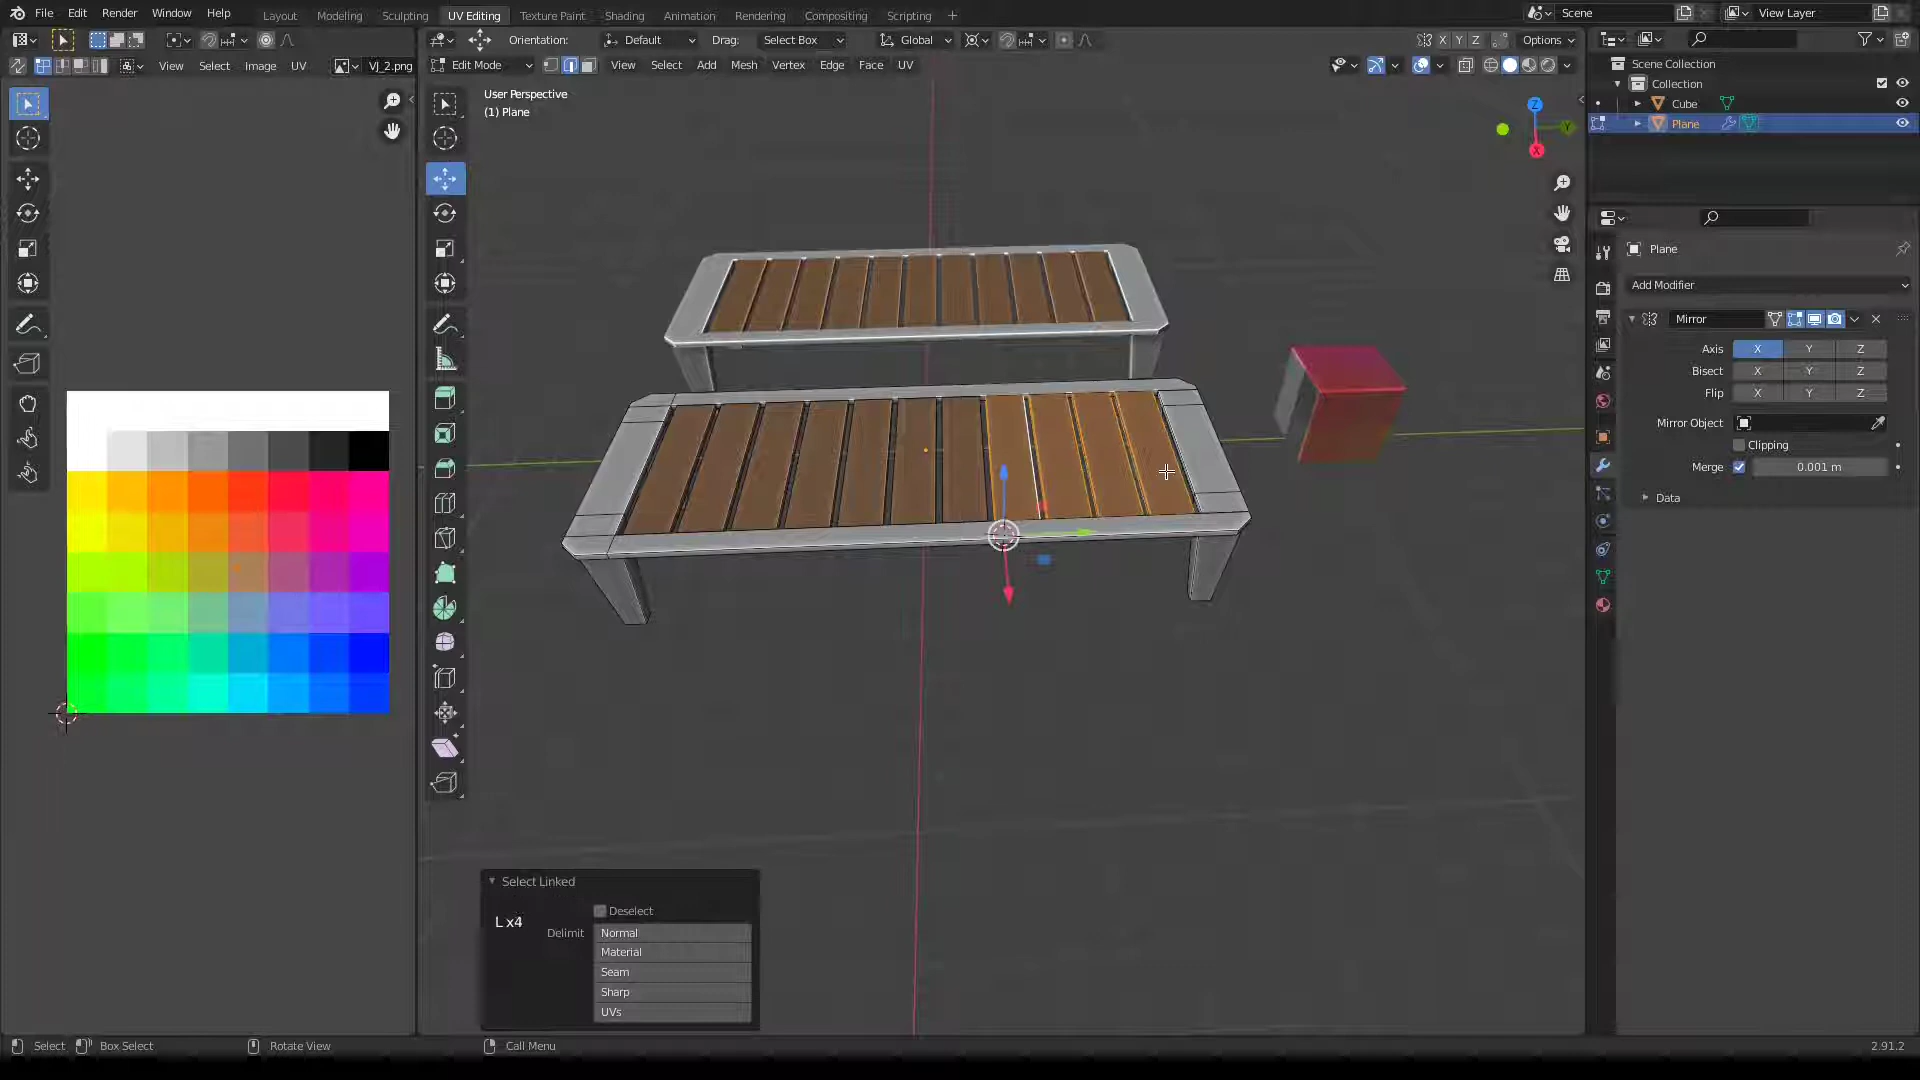 File Edit Render Window Help
Layout Modeling Sculpting UV Editing Texture Paint Shading Animation Rendering Compositing Scripting +
Scene View Layer
Orientation: Default Drag: Select Box Global X Y Z Options
View Select Image UV VJ_2.png
Edit Mode View Select Add Mesh Vertex Edge Face UV
User Perspective
(1) Plane
Z
Y
X
Scene Collection
Collection
Cube
Plane
Plane
Add Modifier
Mirror
Axis X Y Z
Bisect X Y Z
Flip X Y Z
Mirror Object
Clipping
Merge 0.001 m
Data
Select Linked
L x4
Deselect
Delimit Normal
Material
Seam
Sharp
UVs
Select Box Select Rotate View Call Menu 2.91.2